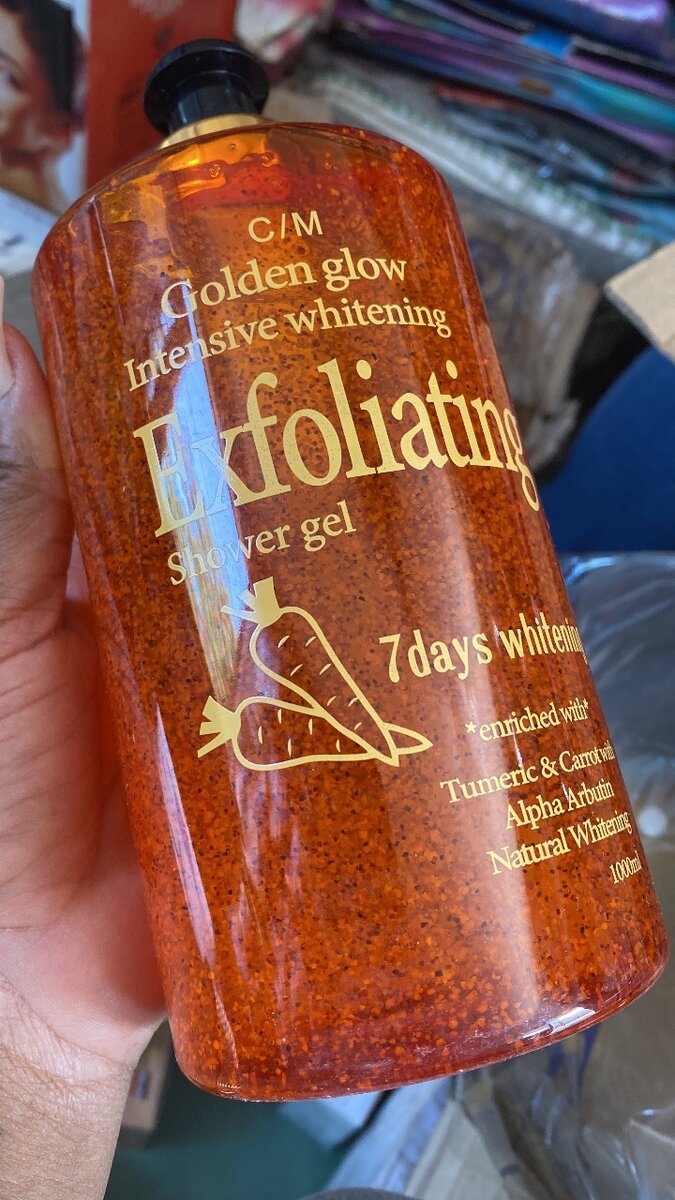 C/M
Golden glow
Intensive whitening
Exfoliating
Shower gel
7days whitening
*enriched with*
Tumeric & Carrot with
Alpha Arbutin
Natural Whitening
1000ml